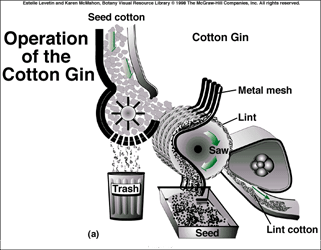 Estelle Levetin and Karen McMahon, Botany Visual Resource Library © 1998 The McGraw-Hill Companies, Inc. All rights reserved.
Seed cotton
Operation
of the
Cotton Gin
Cotton Gin
Metal mesh
Lint
Saw
Trash
Seed
Lint cotton
(a)